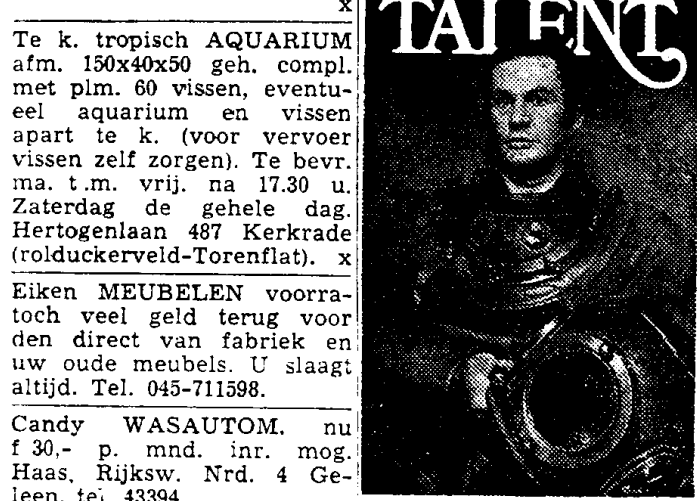 x
Te k. tropisch AQUARIUM
afm. 150x40x50 geh. compl.
met plm. 60 vissen, eventu-
eel aquarium en vissen
apart te k. (voor vervoer
vissen zelf zorgen). Te bevr.
ma. t.m. vrij. na 17.30 u.
Zaterdag de gehele dag.
Hertogenlaan 487 Kerkrade
(rolduckerveld-Torenflat). x
Eiken MEUBELEN voorra-
toch veel geld terug voor
den direct van fabriek en
uw oude meubels. U slaagt
altijd. Tel. 045-711598.
Candy WASAUTOM. nu
f 30,- p. mnd. inr. mog.
Haas, Rijksw. Nrd. 4 Ge-
leen, tel. 43394
TALENT